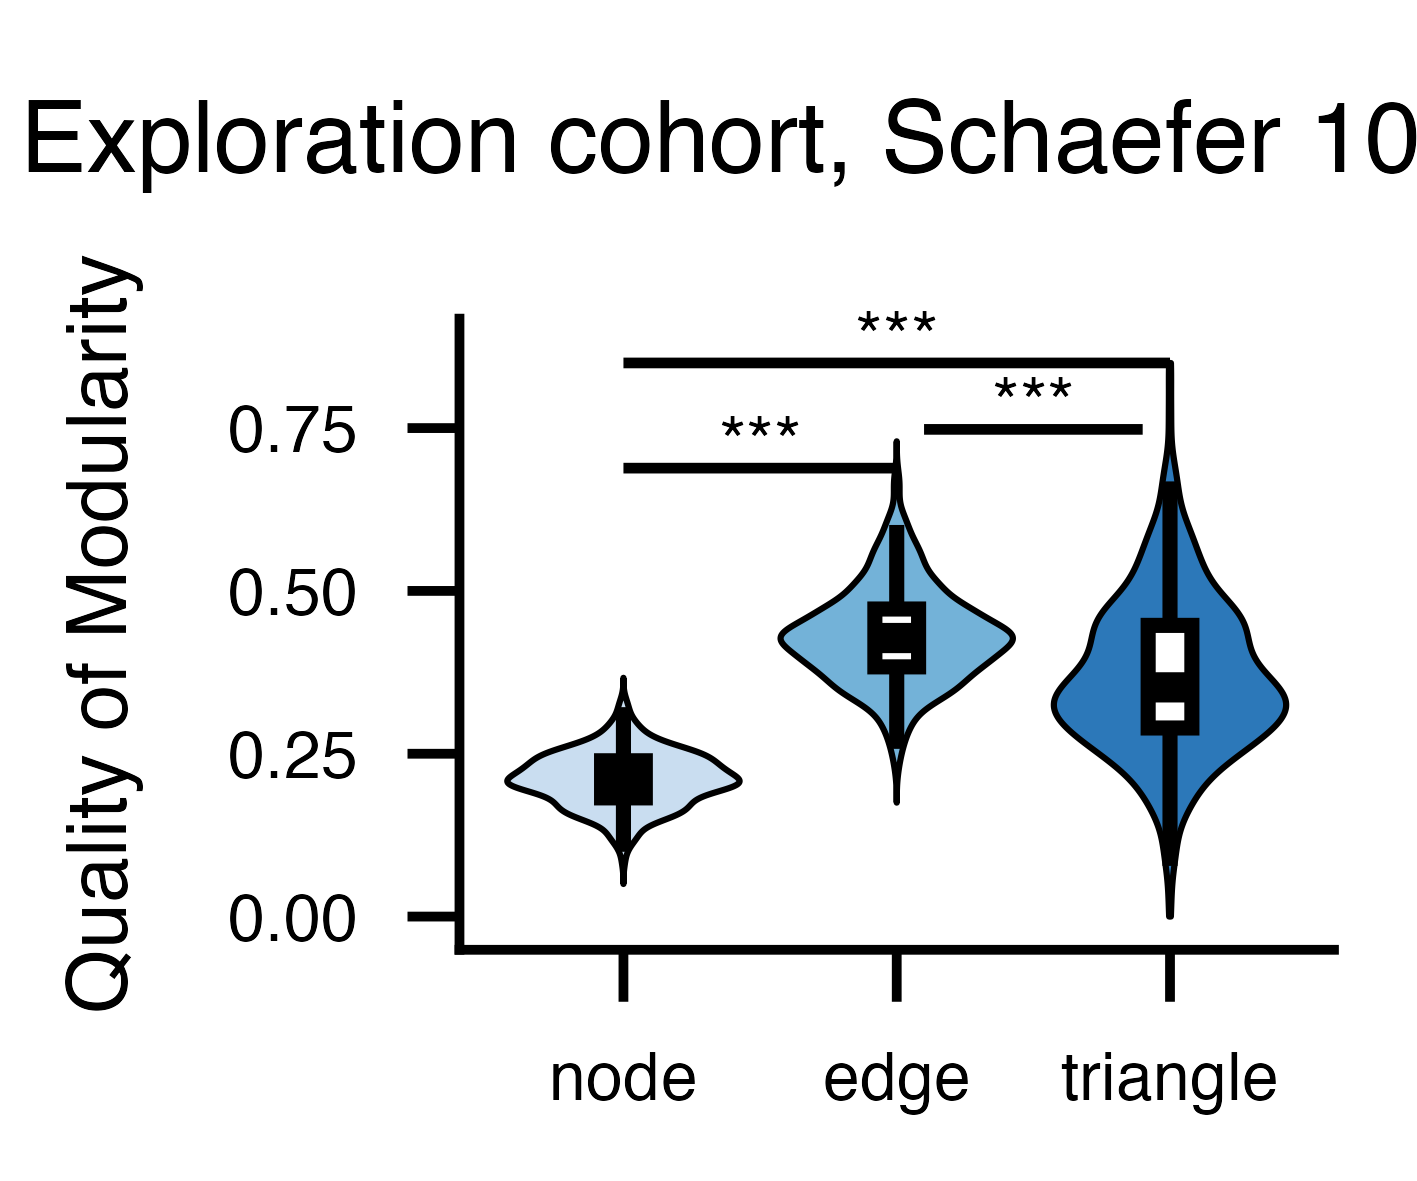 Exploration cohort, Schaefer 10
Quality of Modularity
***
***
***
0.75
0.50
0.25
0.00
node edge triangle